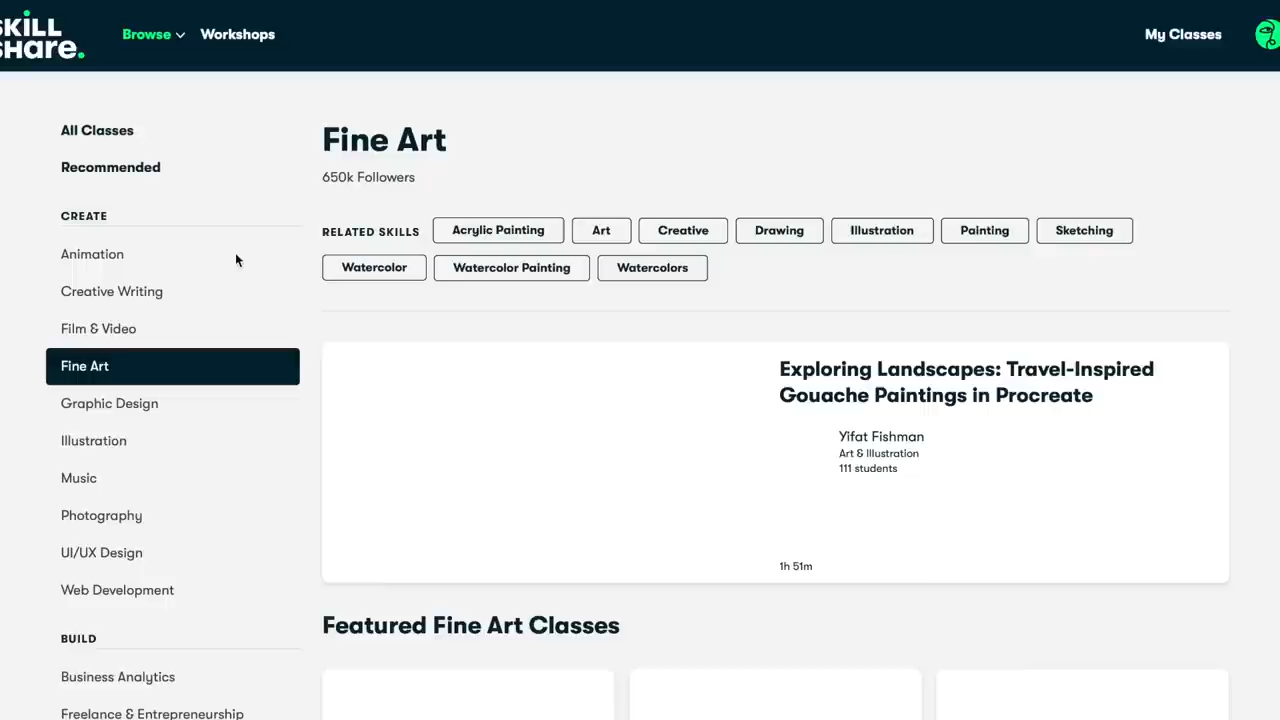 SKILL
SHARE.
Browse
Workshops
My Classes
All Classes
Recommended
CREATE
Animation
Creative Writing
Film & Video
Fine Art
Graphic Design
Illustration
Music
Photography
UI/UX Design
Web Development
BUILD
Business Analytics
Freelance & Entrepreneurship
Fine Art
650k Followers
RELATED SKILLS
Acrylic Painting
Art
Creative
Drawing
Illustration
Painting
Sketching
Watercolor
Watercolor Painting
Watercolors
Exploring Landscapes: Travel-Inspired
Gouache Paintings in Procreate
Yifat Fishman
Art & Illustration
111 students
1h 51m
Featured Fine Art Classes